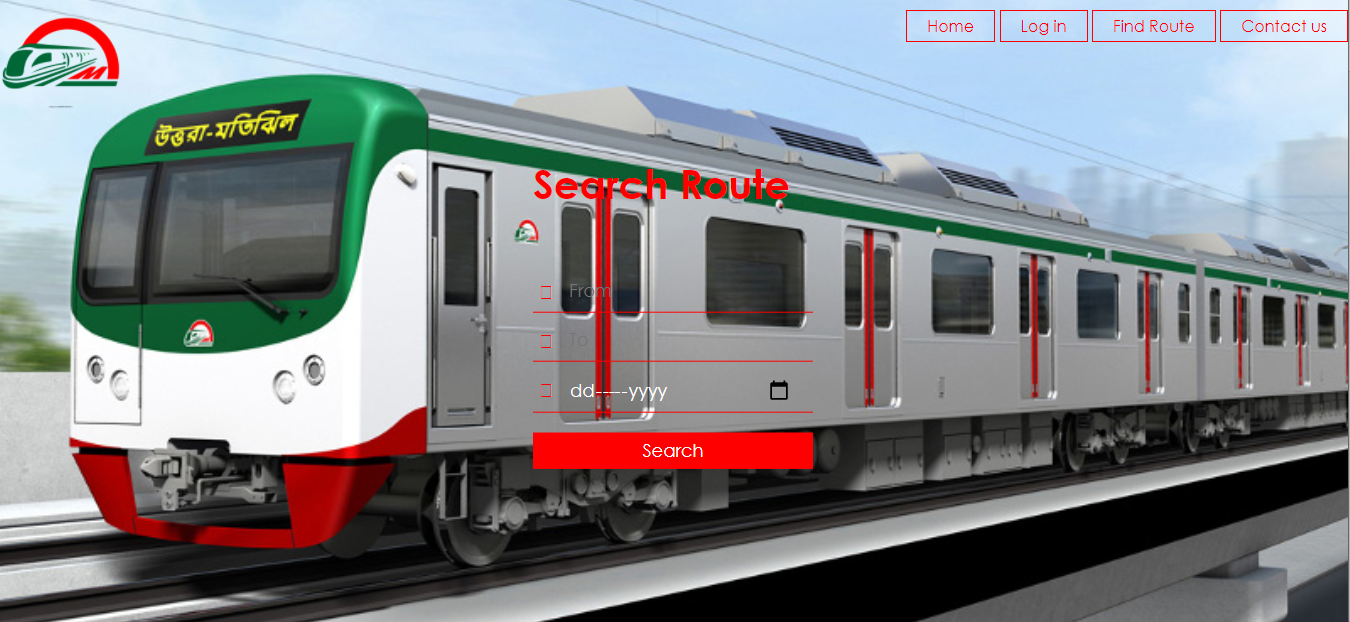 Home
Log in
Find Route
Contact us
M
উত্তরা-মতিঝিল
Search Route
From
To
dd-----yyyy
Search